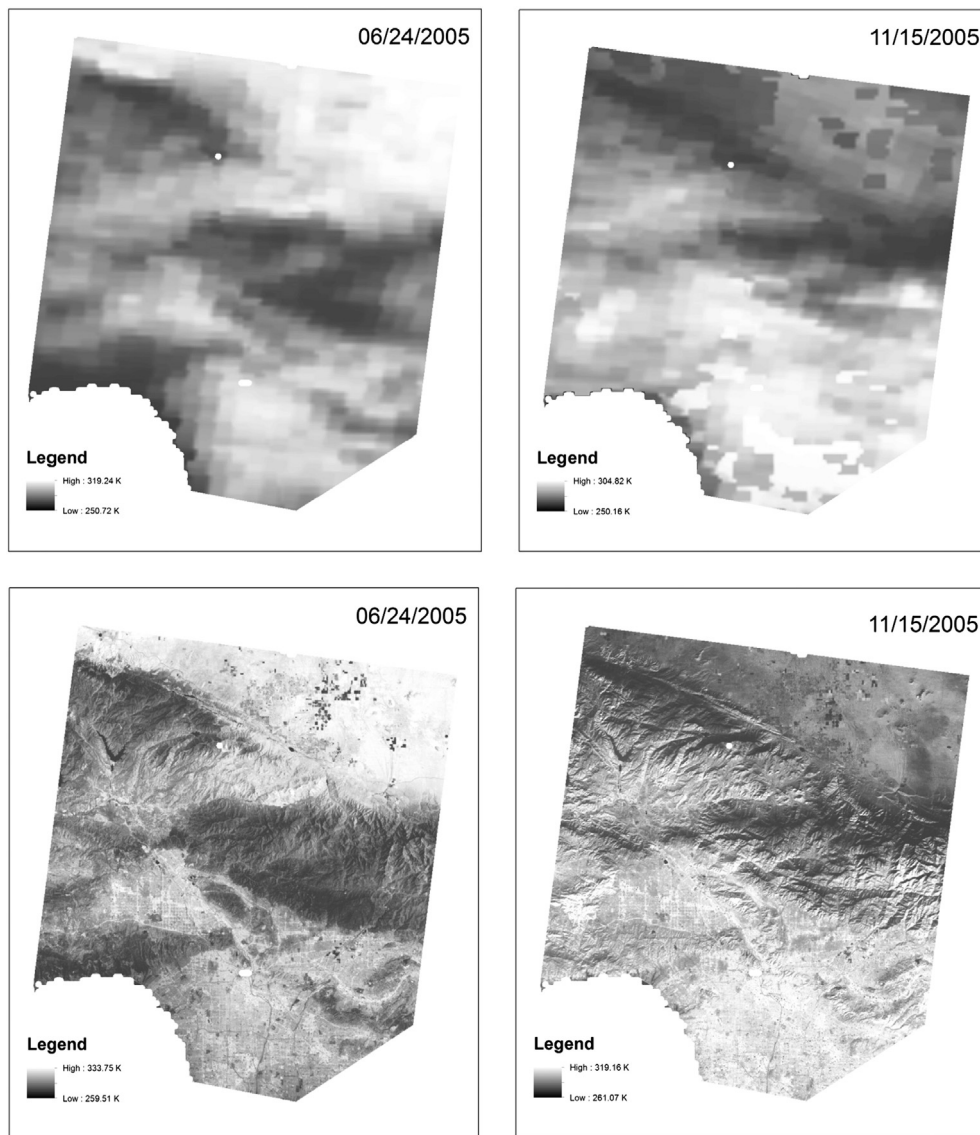 06/24/2005
11/15/2005
Legend
High : 319.24 K
Low : 250.72 K
Legend
High : 304.82 K
Low : 250.16 K
06/24/2005
11/15/2005
Legend
High : 333.75 K
Low : 259.51 K
Legend
High : 319.16 K
Low : 261.07 K